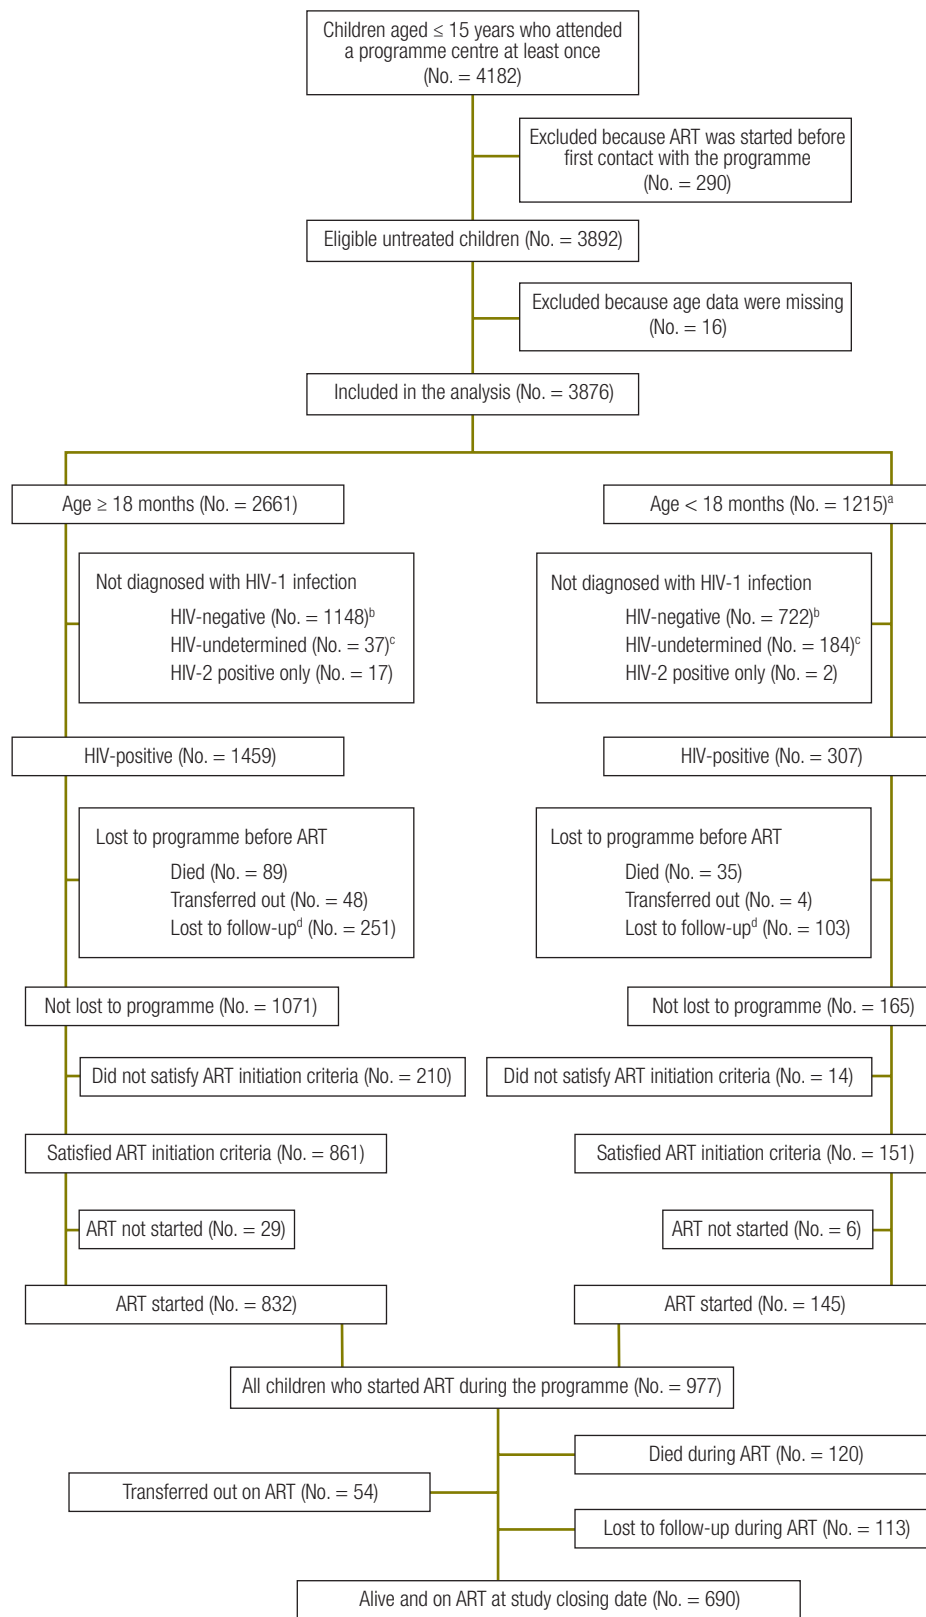 Children aged ≤ 15 years who attended
a programme centre at least once
(No. = 4182)
Excluded because ART was started before
first contact with the programme
(No. = 290)
Eligible untreated children (No. = 3892)
Excluded because age data were missing
(No. = 16)
Included in the analysis (No. = 3876)
Age ≥ 18 months (No. = 2661)
Age < 18 months (No. = 1215)ᵃ
Not diagnosed with HIV-1 infection
HIV-negative (No. = 1148)ᵇ
HIV-undetermined (No. = 37)ᶜ
HIV-2 positive only (No. = 17)
Not diagnosed with HIV-1 infection
HIV-negative (No. = 722)ᵇ
HIV-undetermined (No. = 184)ᶜ
HIV-2 positive only (No. = 2)
HIV-positive (No. = 1459)
HIV-positive (No. = 307)
Lost to programme before ART
Died (No. = 89)
Transferred out (No. = 48)
Lost to follow-upᵈ (No. = 251)
Lost to programme before ART
Died (No. = 35)
Transferred out (No. = 4)
Lost to follow-upᵈ (No. = 103)
Not lost to programme (No. = 1071)
Not lost to programme (No. = 165)
Did not satisfy ART initiation criteria (No. = 210)
Did not satisfy ART initiation criteria (No. = 14)
Satisfied ART initiation criteria (No. = 861)
Satisfied ART initiation criteria (No. = 151)
ART not started (No. = 29)
ART not started (No. = 6)
ART started (No. = 832)
ART started (No. = 145)
All children who started ART during the programme (No. = 977)
Died during ART (No. = 120)
Transferred out on ART (No. = 54)
Lost to follow-up during ART (No. = 113)
Alive and on ART at study closing date (No. = 690)